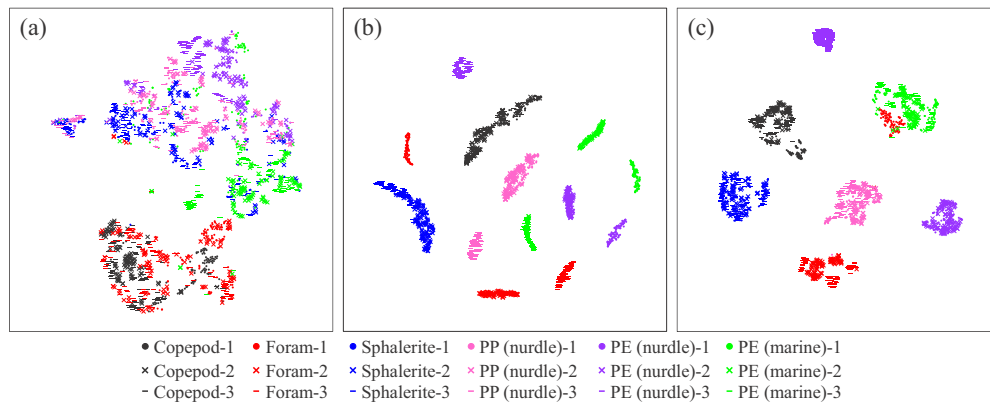 (a) (b) (c)
Copepod-1 Foram-1 Sphalerite-1 PP (nurdle)-1 PE (nurdle)-1 PE (marine)-1
Copepod-2 Foram-2 Sphalerite-2 PP (nurdle)-2 PE (nurdle)-2 PE (marine)-2
Copepod-3 Foram-3 Sphalerite-3 PP (nurdle)-3 PE (nurdle)-3 PE (marine)-3